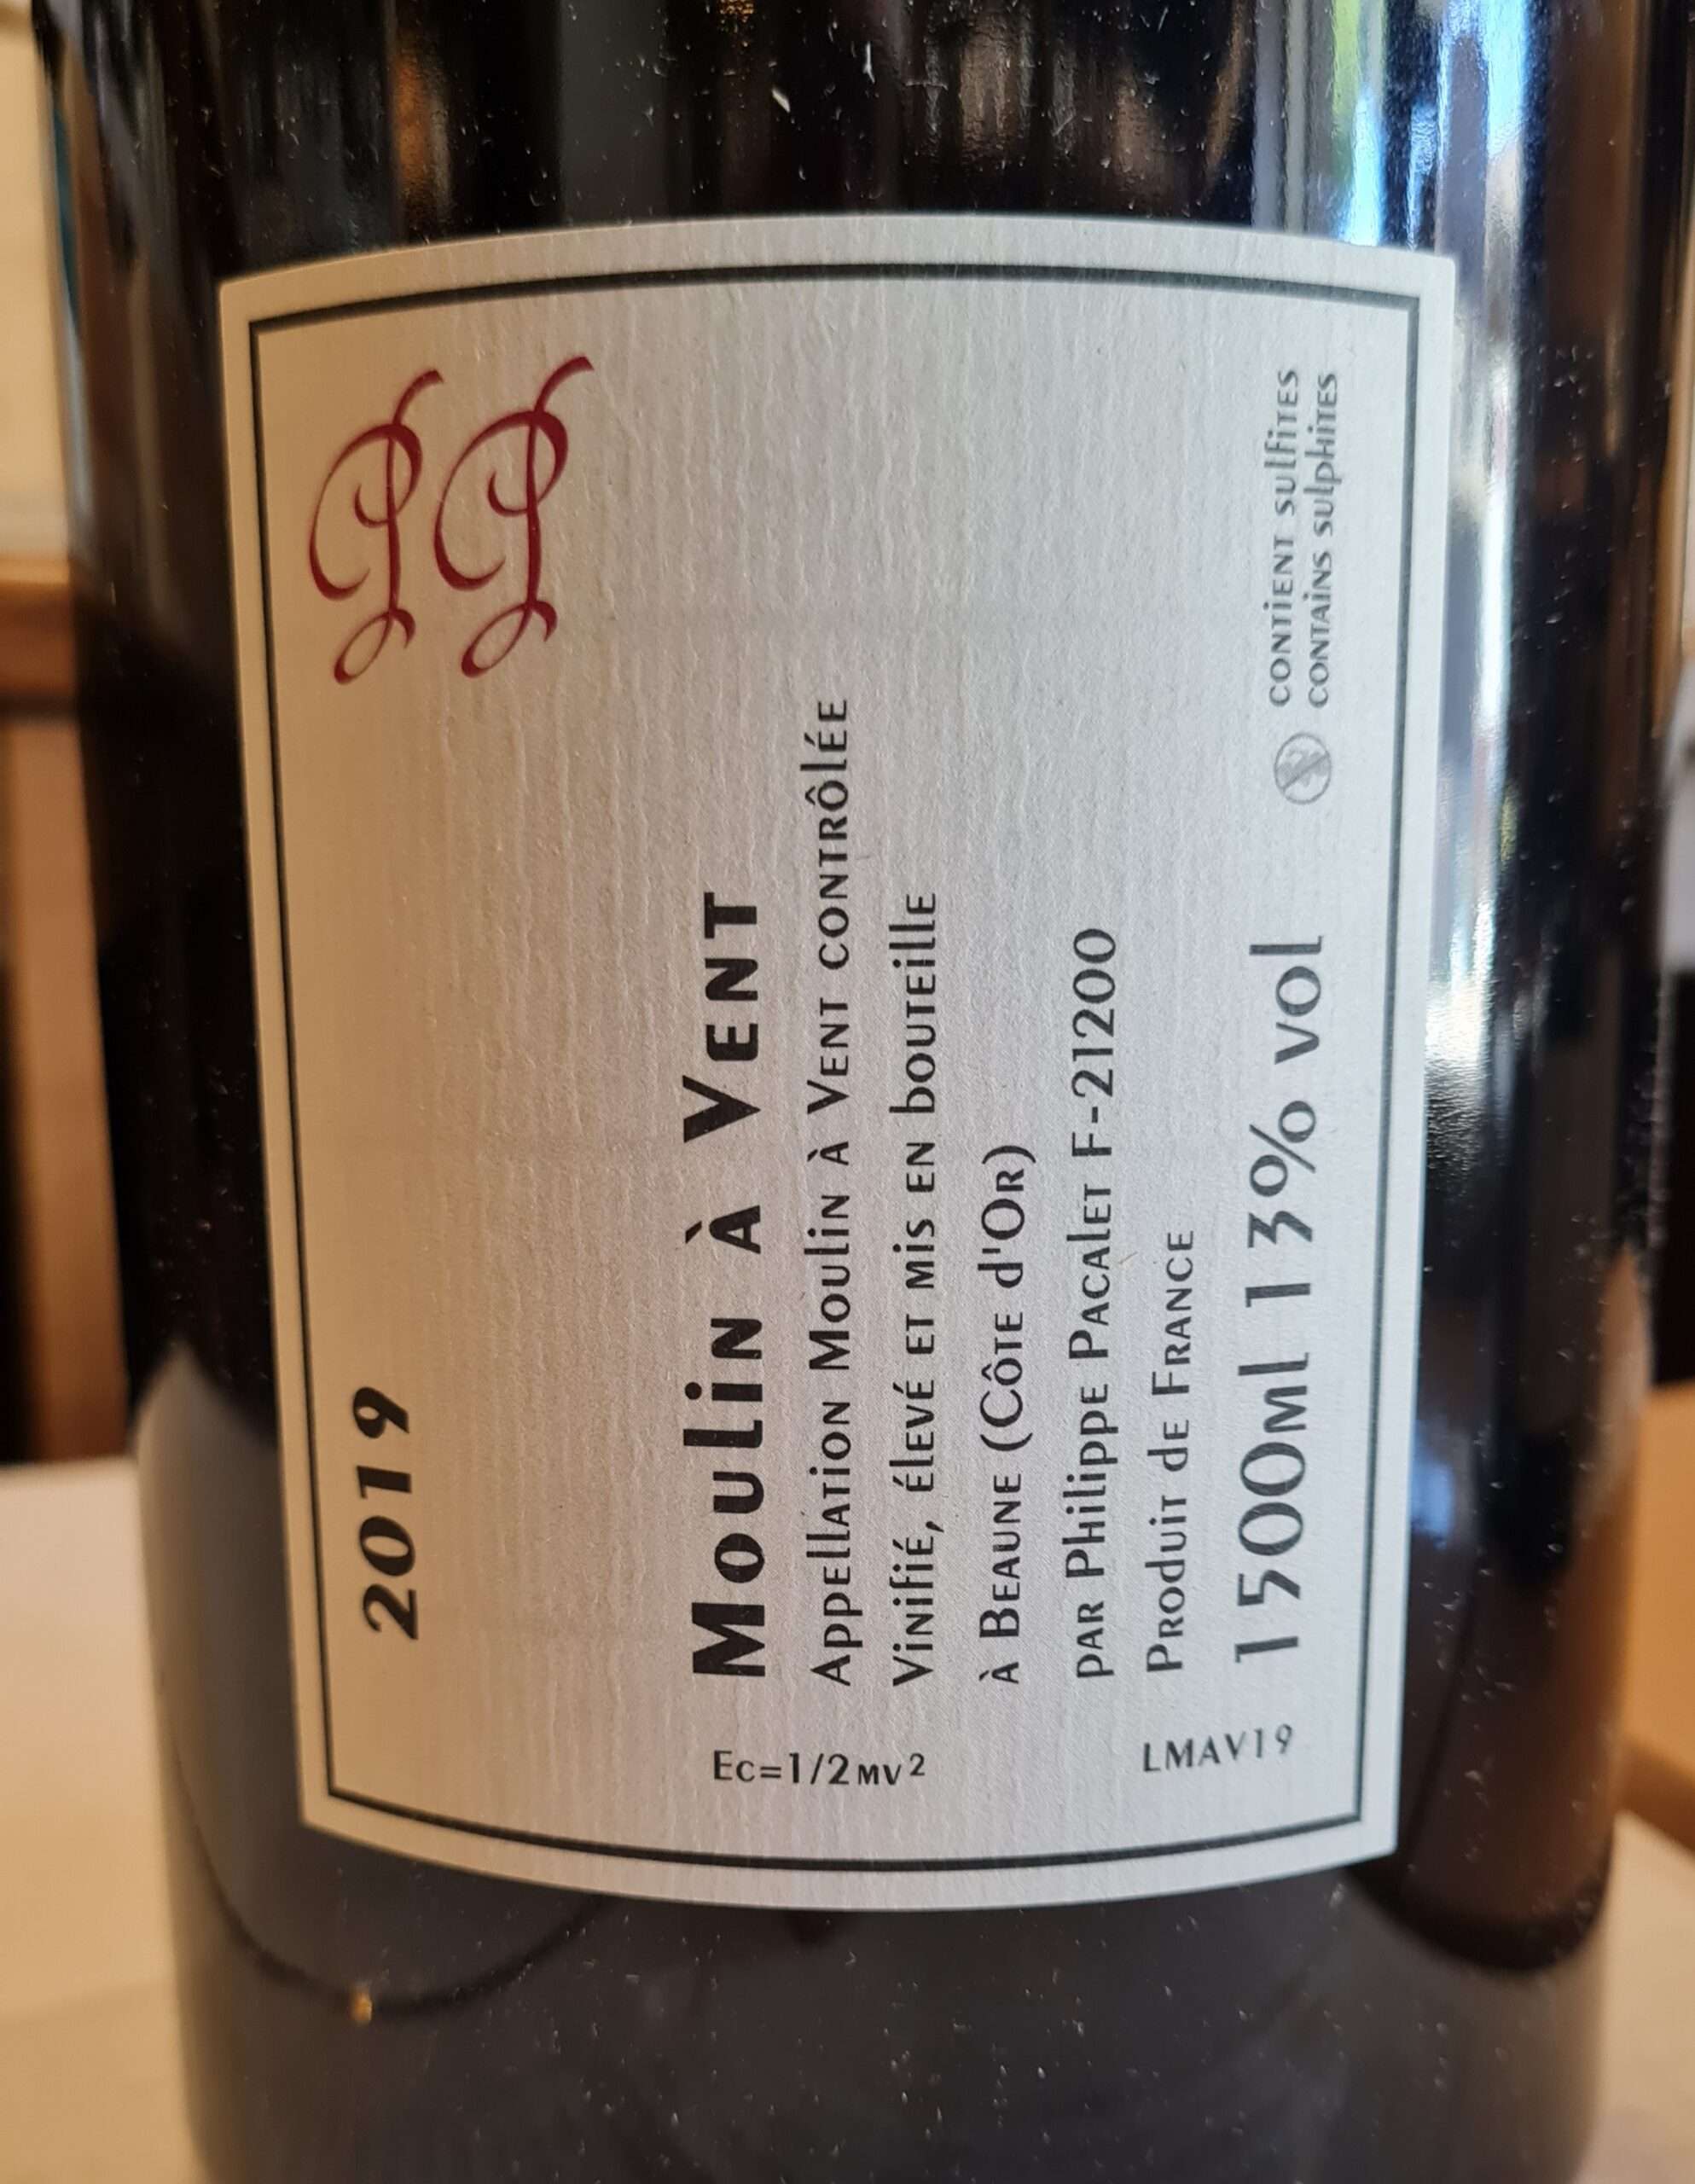 2019
PP
Moulin à Vent
Appellation Moulin à Vent contrôlée
Vinifié, élevé et mis en bouteille
à Beaune (Côte d'Or)
par Philippe Pacalet F-21200
Produit de France
1500ml 13% vol
contient sulfites
contains sulphites
Ec=1/2mv²
LMAV19